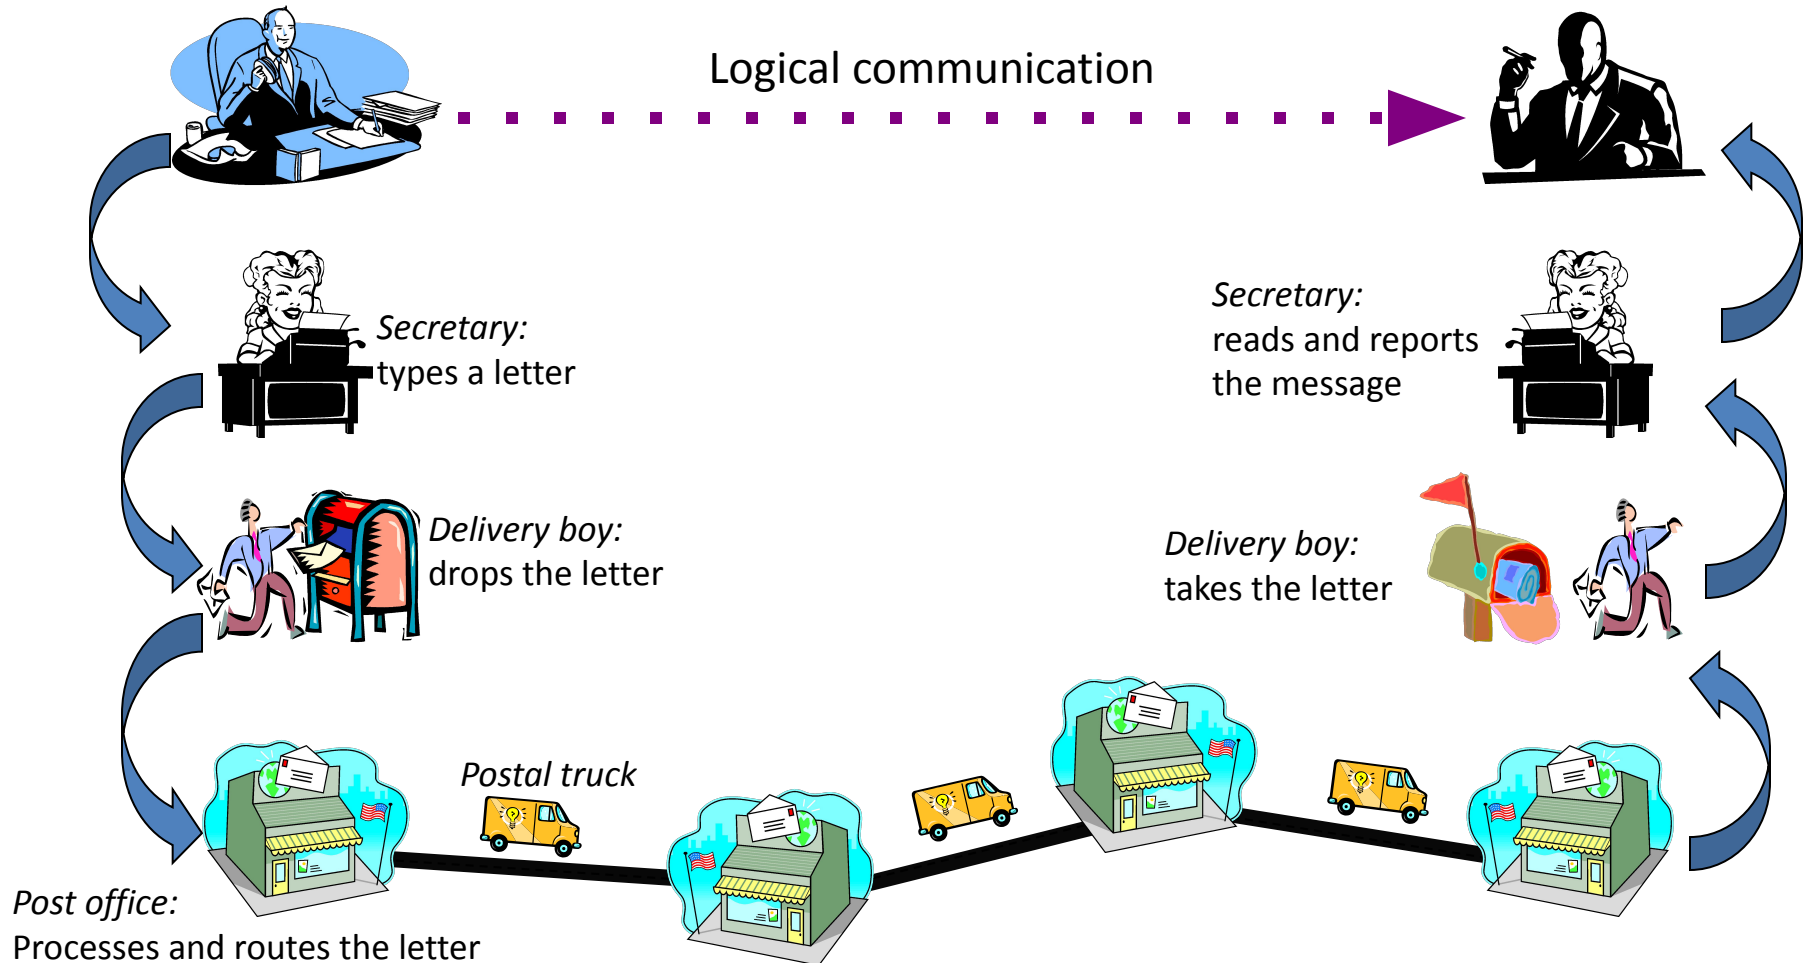 Logical communication
Secretary:
types a letter
Secretary:
reads and reports
the message
Delivery boy:
drops the letter
Delivery boy:
takes the letter
Postal truck
Post office:
Processes and routes the letter